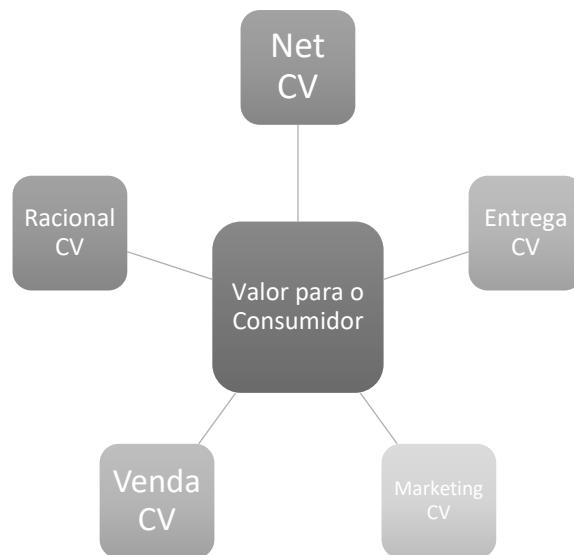 Net
CV
Racional
CV
Entrega
CV
Valor para o
Consumidor
Venda
CV
Marketing
CV